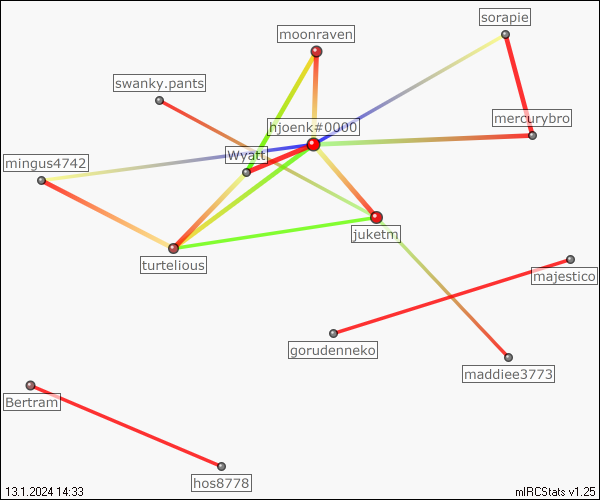 sorapie
moonraven
swanky.pants
mercurybro
hjoenk#0000
Wyatt
mingus4742
juketm
turtelious
majestico
gorudenneko
maddiee3773
Bertram
hos8778
13.1.2024 14:33
mIRCStats v1.25